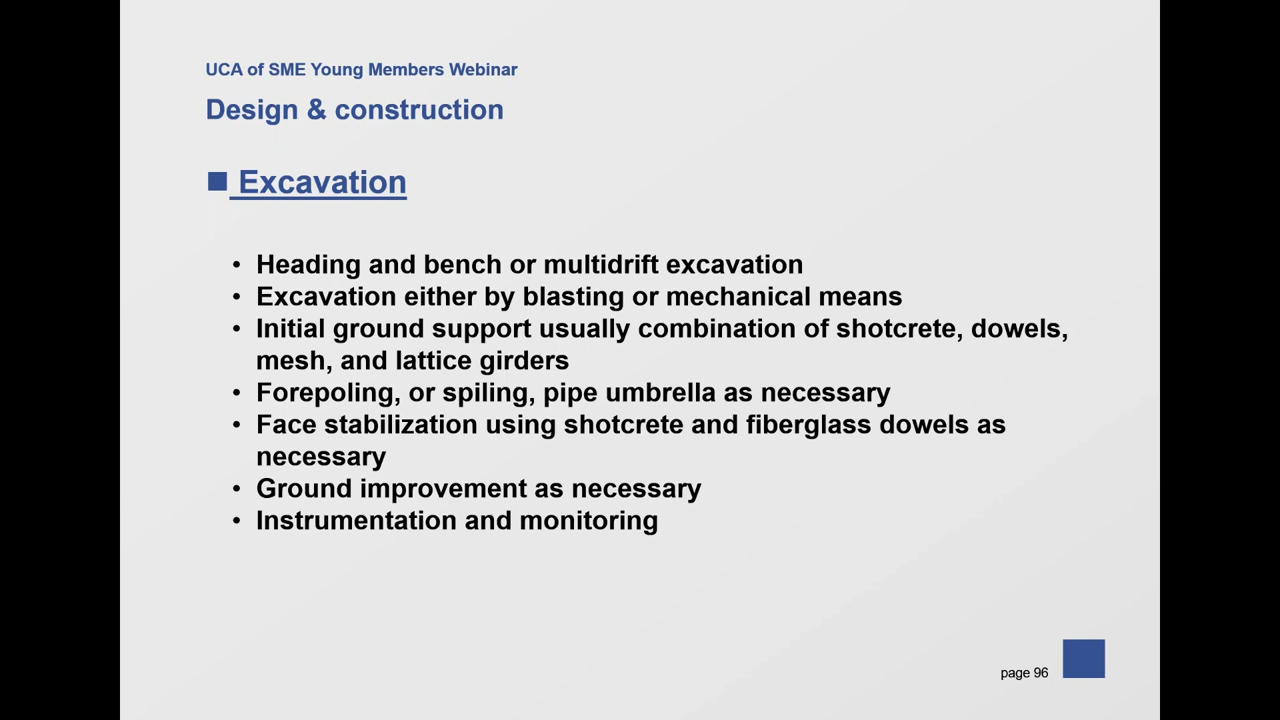 UCA of SME Young Members Webinar
Design & construction
Excavation
• Heading and bench or multidrift excavation
• Excavation either by blasting or mechanical means
• Initial ground support usually combination of shotcrete, dowels,
mesh, and lattice girders
• Forepoling, or spiling, pipe umbrella as necessary
• Face stabilization using shotcrete and fiberglass dowels as
necessary
• Ground improvement as necessary
• Instrumentation and monitoring
page 96